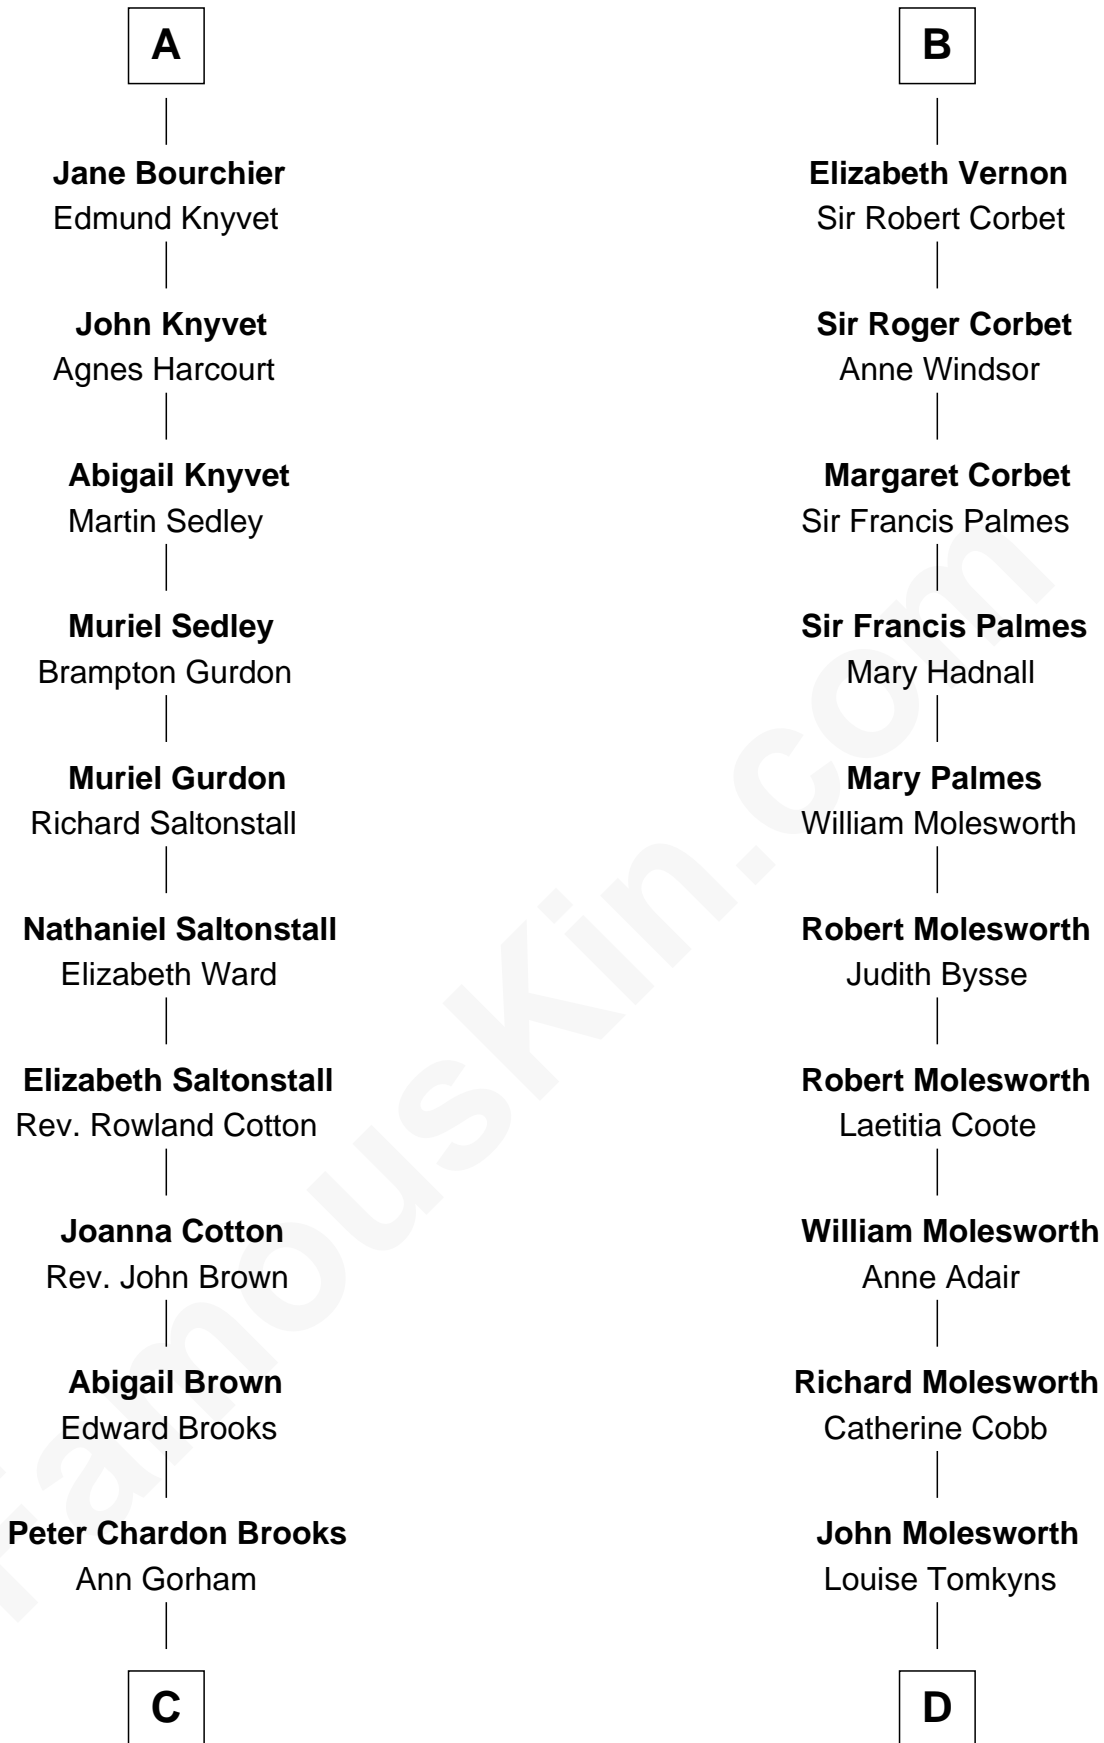 A
Jane Bourchier
Edmund Knyvet
John Knyvet
Agnes Harcourt
Abigail Knyvet
Martin Sedley
Muriel Sedley
Brampton Gurdon
Muriel Gurdon
Richard Saltonstall
Nathaniel Saltonstall
Elizabeth Ward
Elizabeth Saltonstall
Rev. Rowland Cotton
Joanna Cotton
Rev. John Brown
Abigail Brown
Edward Brooks
Peter Chardon Brooks
Ann Gorham
C
B
Elizabeth Vernon
Sir Robert Corbet
Sir Roger Corbet
Anne Windsor
Margaret Corbet
Sir Francis Palmes
Sir Francis Palmes
Mary Hadnall
Mary Palmes
William Molesworth
Robert Molesworth
Judith Bysse
Robert Molesworth
Laetitia Coote
William Molesworth
Anne Adair
Richard Molesworth
Catherine Cobb
John Molesworth
Louise Tomkyns
D
FamousKin.com